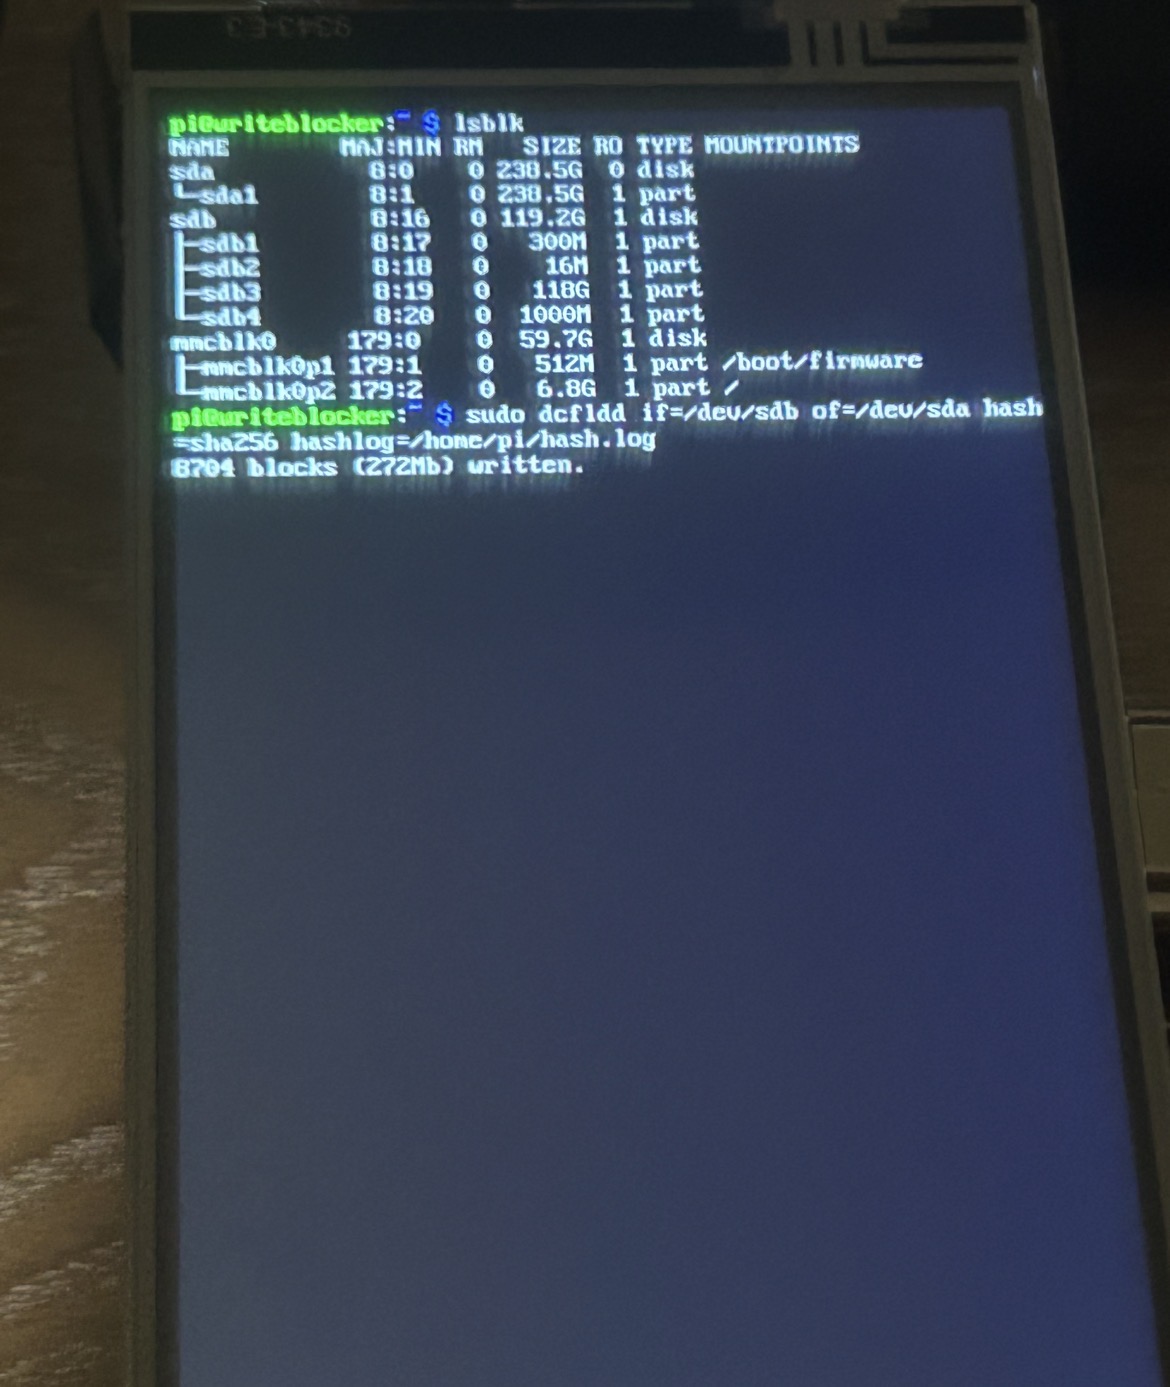 9343-E3
pi@writeblocker:~ $ lsblk
NAME MAJ:MIN RM SIZE RO TYPE MOUNTPOINTS
sda 8:0 0 238.5G 0 disk
└─sda1 8:1 0 238.5G 1 part
sdb 8:16 0 119.2G 1 disk
├─sdb1 8:17 0 300M 1 part
├─sdb2 8:18 0 16M 1 part
├─sdb3 8:19 0 118G 1 part
└─sdb4 8:20 0 1000M 1 part
mmcblk0 179:0 0 59.7G 1 disk
├─mmcblk0p1 179:1 0 512M 1 part /boot/firmware
└─mmcblk0p2 179:2 0 6.8G 1 part /
pi@writeblocker:~ $ sudo dcfldd if=/dev/sdb of=/dev/sda hash
=sha256 hashlog=/home/pi/hash.log
8704 blocks (272Mb) written.